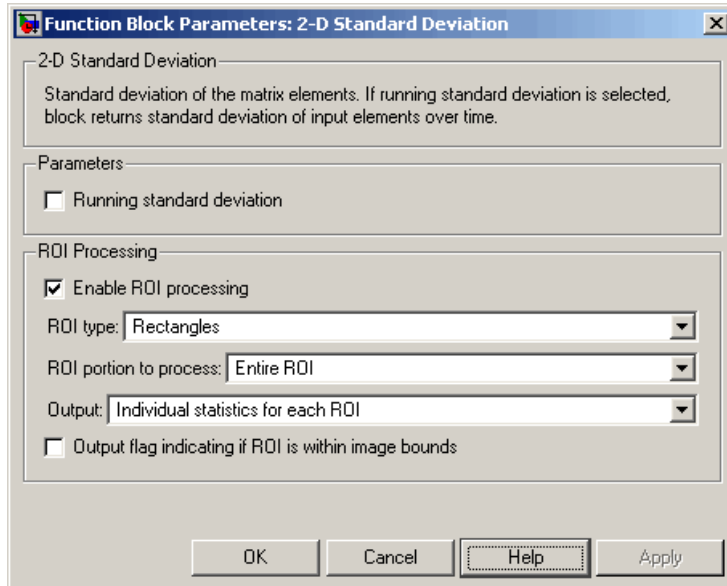 Function Block Parameters: 2-D Standard Deviation
2-D Standard Deviation
Standard deviation of the matrix elements. If running standard deviation is selected,
block returns standard deviation of input elements over time.
Parameters
Running standard deviation
ROI Processing
Enable ROI processing
ROI type: Rectangles
ROI portion to process: Entire ROI
Output: Individual statistics for each ROI
Output flag indicating if ROI is within image bounds
OK Cancel Help Apply